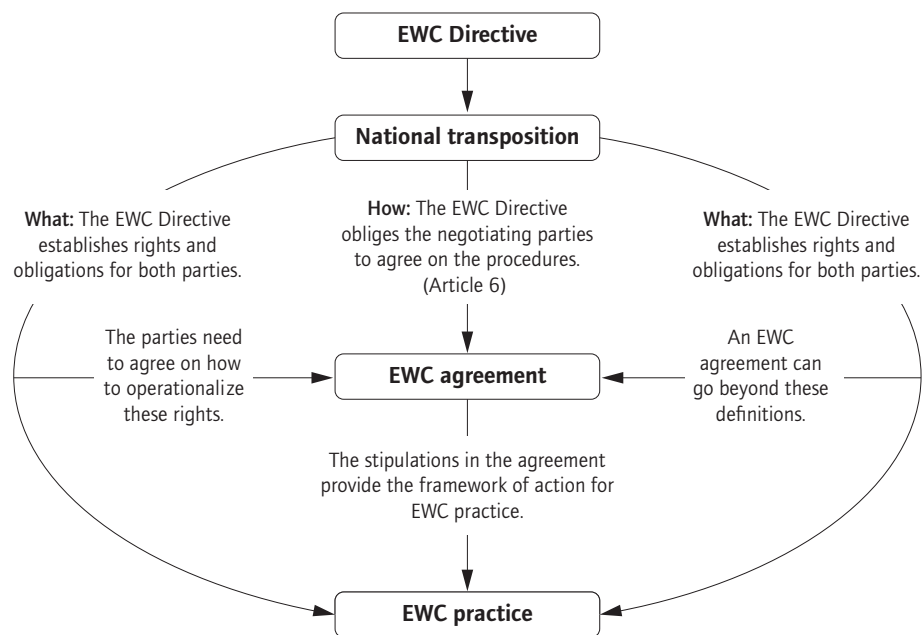 EWC Directive
National transposition
What: The EWC Directive
establishes rights and
obligations for both parties.
How: The EWC Directive
obliges the negotiating parties
to agree on the procedures.
(Article 6)
What: The EWC Directive
establishes rights and
obligations for both parties.
The parties need
to agree on how
to operationalize
these rights.
EWC agreement
An EWC
agreement can
go beyond these
definitions.
The stipulations in the agreement
provide the framework of action for
EWC practice.
EWC practice